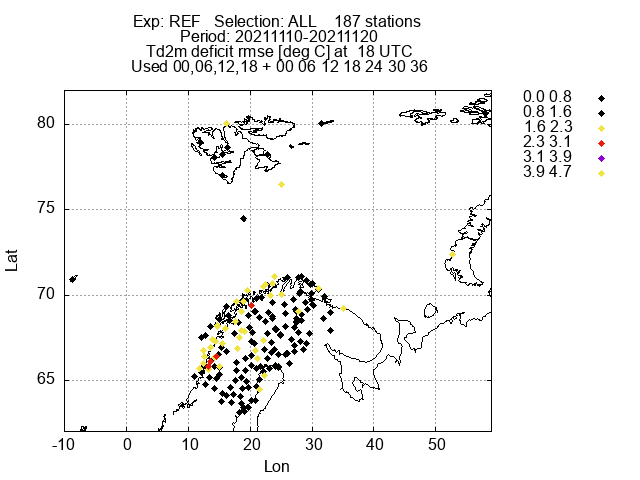 Exp: REF   Selection: ALL    187 stations
Period: 20211110-20211120
Td2m deficit rmse [deg C] at  18 UTC
Used 00,06,12,18 + 00 06 12 18 24 30 36
0.0 0.8
0.8 1.6
1.6 2.3
2.3 3.1
3.1 3.9
3.9 4.7
80
75
70
65
Lat
-10 0 10 20 30 40 50
Lon